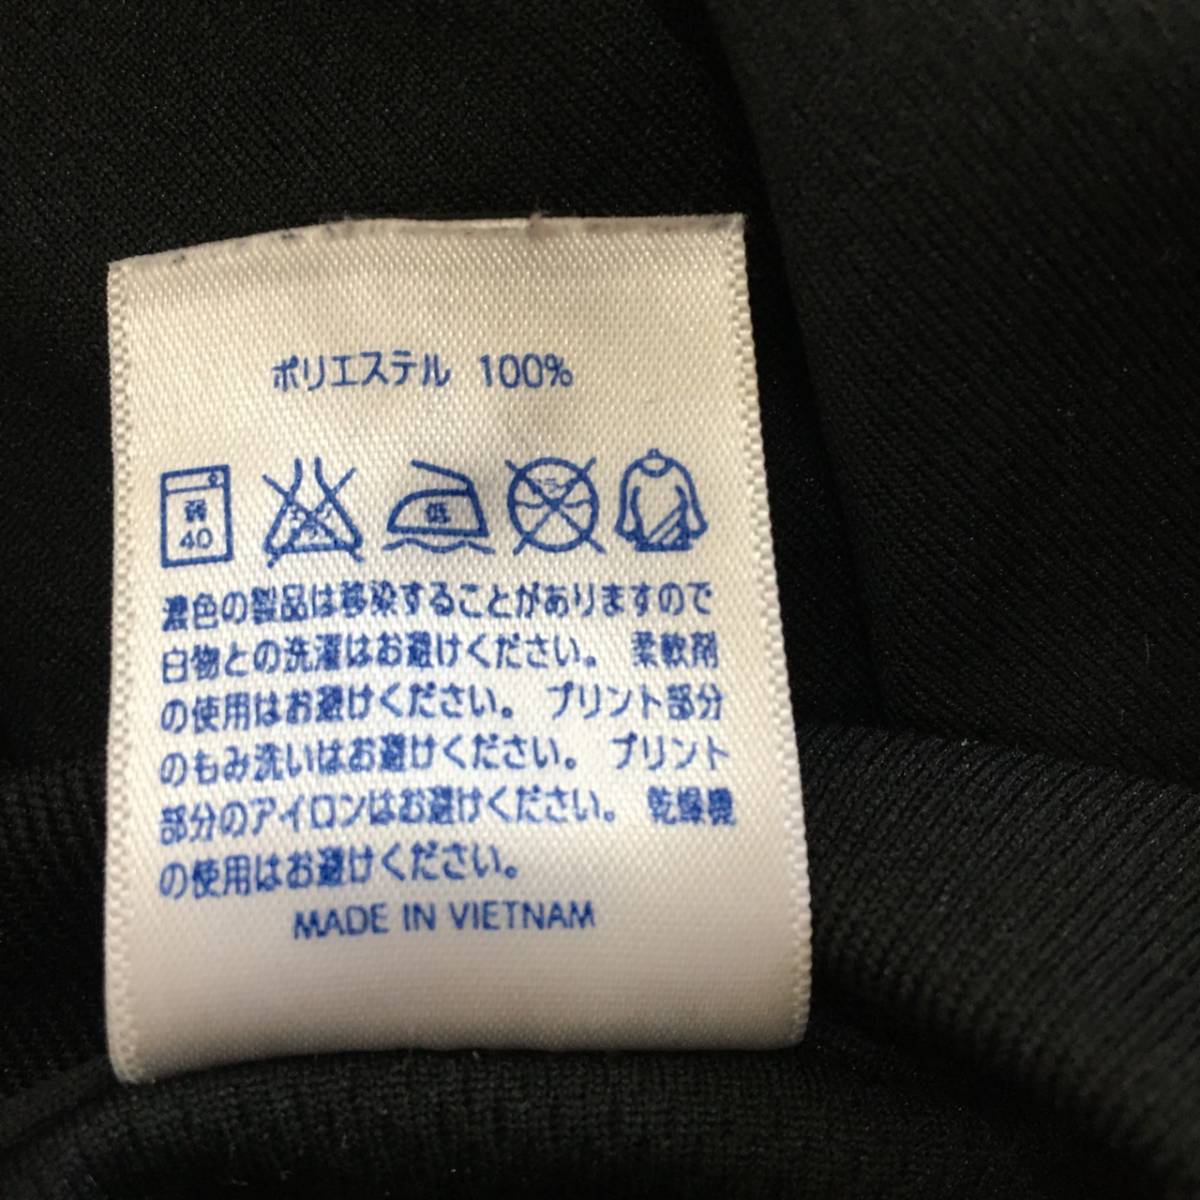 ポリエステル 100%
弱
40
低
濃色の製品は移染することがありますので
白物との洗濯はお避けください。 柔軟剤
の使用はお避けください。 プリント部分
のもみ洗いはお避けください。 プリント
部分のアイロンはお避けください。 乾燥機
の使用はお避けください。
MADE IN VIETNAM